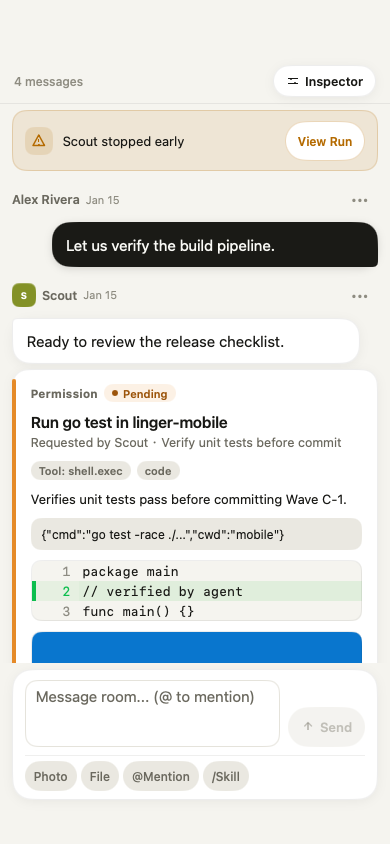 4 messages
Inspector
Scout stopped early
View Run
Alex Rivera Jan 15
Let us verify the build pipeline.
S Scout Jan 15
Ready to review the release checklist.
Permission Pending
Run go test in linger-mobile
Requested by Scout · Verify unit tests before commit
Tool: shell.exec code
Verifies unit tests pass before committing Wave C-1.
{"cmd":"go test -race ./...","cwd":"mobile"}
1 package main
2 // verified by agent
3 func main() {}
Message room... (@ to mention)
Send
Photo File @Mention /Skill